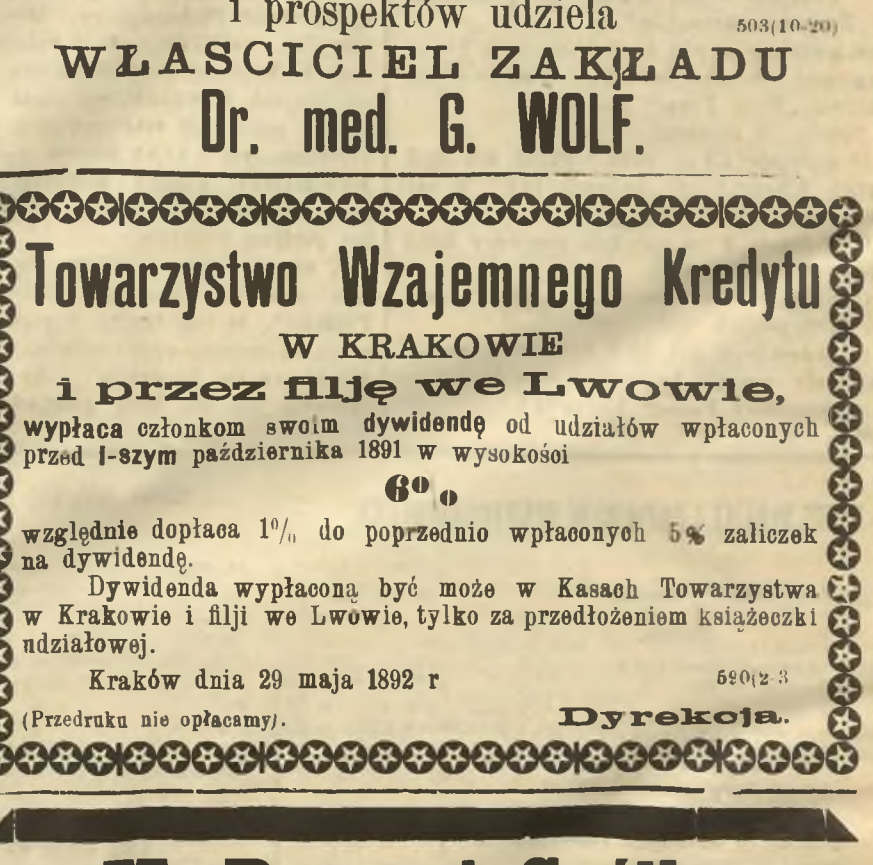 i prospektów udziela 503(10-20)
WŁASCICIEL ZAKŁADU
Dr. med. G. WOLF.
Towarzystwo Wzajemnego Kredytu
W KRAKOWIE
i przez filję we Lwowie,
wypłaca członkom swoim dywidendę od udziałów wpłaconych
przed I-szym października 1891 w wysokości
6%
względnie dopłaca 1% do poprzednio wpłaconych 5% zaliczek
na dywidendę.
Dywidenda wypłaconą być może w Kasach Towarzystwa
w Krakowie i filji we Lwowie, tylko za przedłożeniem książeczki
udziałowej.
Kraków dnia 29 maja 1892 r 590(2-3
(Przedruku nie opłacamy). Dyrekcja.